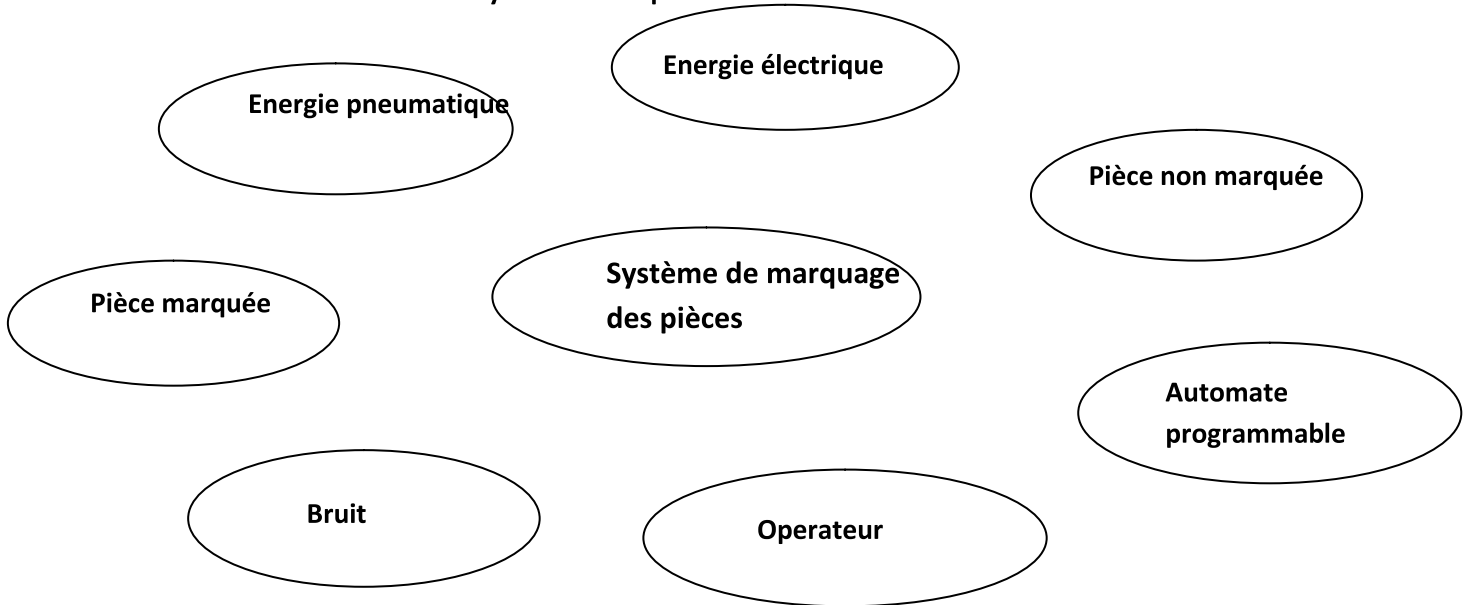 Energie électrique
Energie pneumatique
Pièce non marquée
Système de marquage
des pièces
Pièce marquée
Automate
programmable
Bruit
Operateur